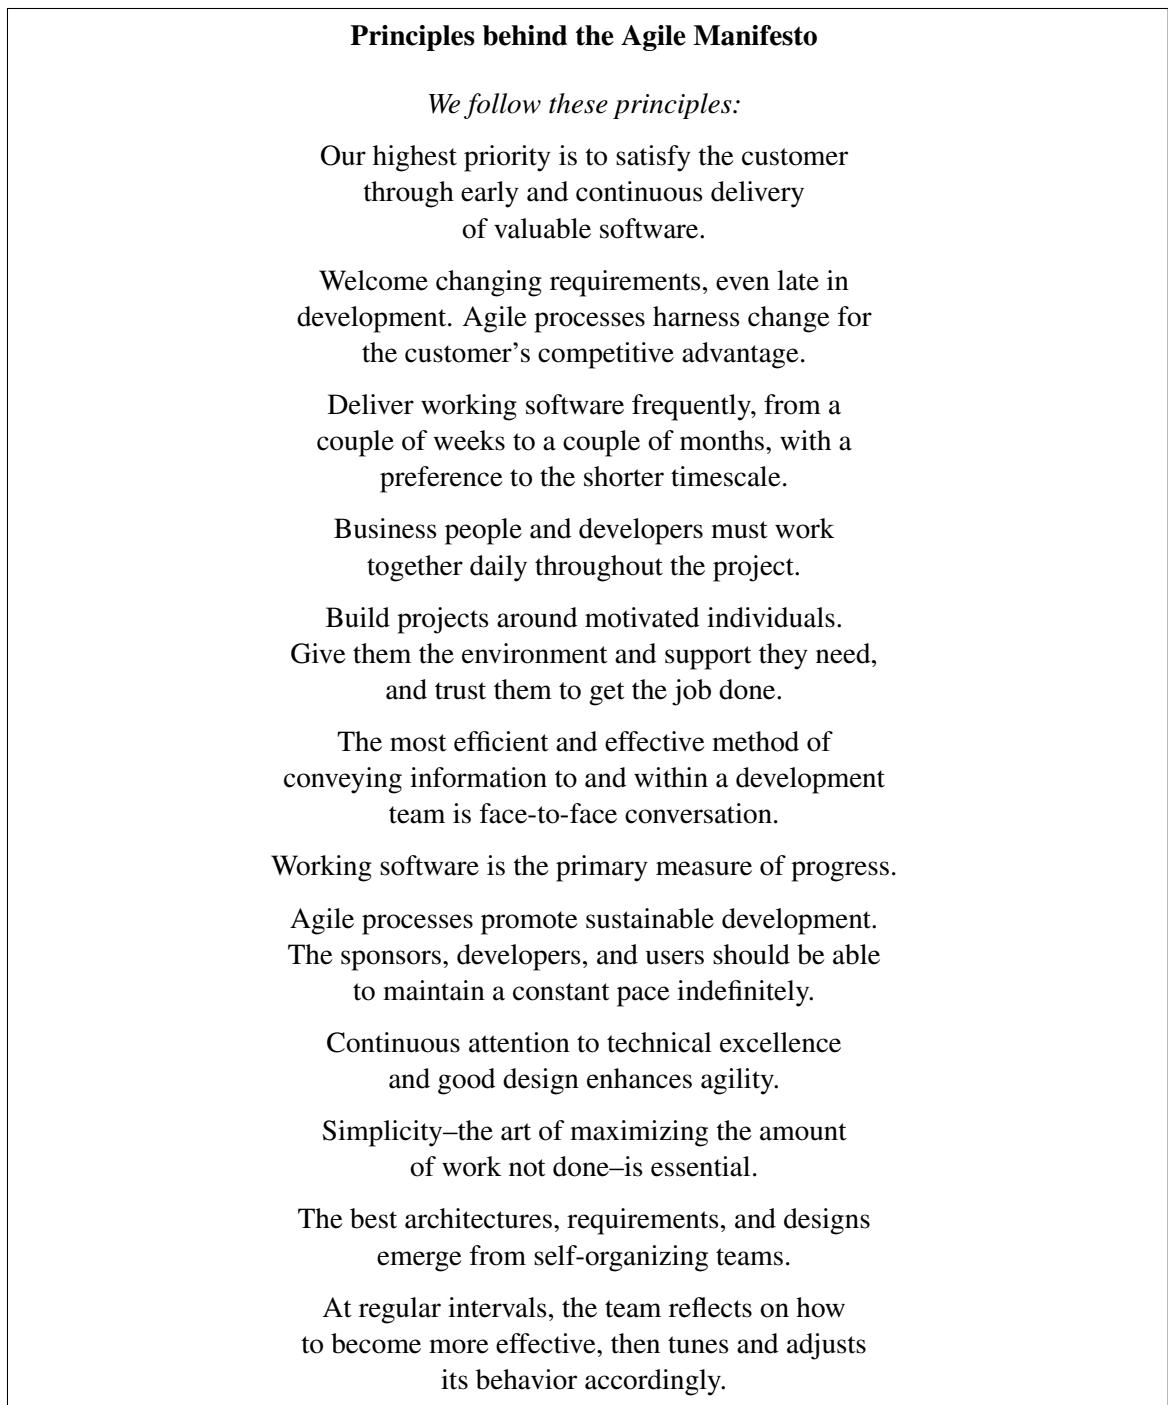 Principles behind the Agile Manifesto
We follow these principles:
Our highest priority is to satisfy the customer
through early and continuous delivery
of valuable software.
Welcome changing requirements, even late in
development. Agile processes harness change for
the customer’s competitive advantage.
Deliver working software frequently, from a
couple of weeks to a couple of months, with a
preference to the shorter timescale.
Business people and developers must work
together daily throughout the project.
Build projects around motivated individuals.
Give them the environment and support they need,
and trust them to get the job done.
The most efficient and effective method of
conveying information to and within a development
team is face-to-face conversation.
Working software is the primary measure of progress.
Agile processes promote sustainable development.
The sponsors, developers, and users should be able
to maintain a constant pace indefinitely.
Continuous attention to technical excellence
and good design enhances agility.
Simplicity–the art of maximizing the amount
of work not done–is essential.
The best architectures, requirements, and designs
emerge from self-organizing teams.
At regular intervals, the team reflects on how
to become more effective, then tunes and adjusts
its behavior accordingly.